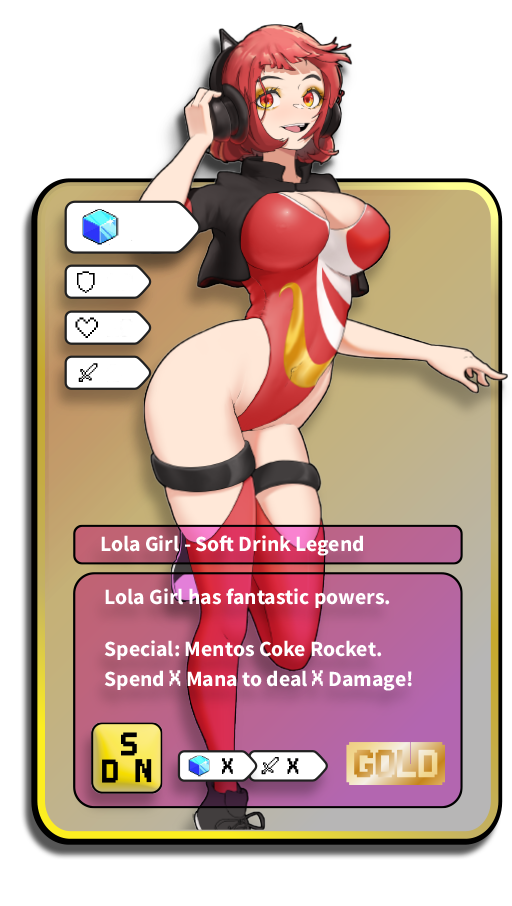 Lola Girl - Soft Drink Legend
Lola Girl has fantastic powers.
Special: Mentos Coke Rocket.
Spend X Mana to deal X Damage!
S
D N
X X
GOLD